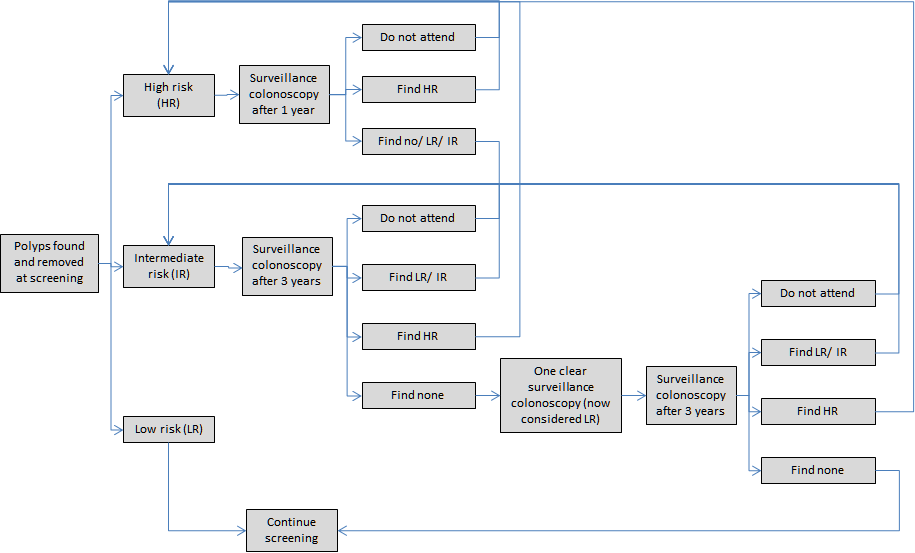 Polyps found
and removed
at screening
High risk
(HR)
Surveillance
colonoscopy
after 1 year
Do not attend
Find HR
Find no/ LR/ IR
Intermediate
risk (IR)
Surveillance
colonoscopy
after 3 years
Do not attend
Find LR/ IR
Find HR
Find none
One clear
surveillance
colonoscopy (now
considered LR)
Surveillance
colonoscopy
after 3 years
Do not attend
Find LR/ IR
Find HR
Find none
Low risk (LR)
Continue
screening